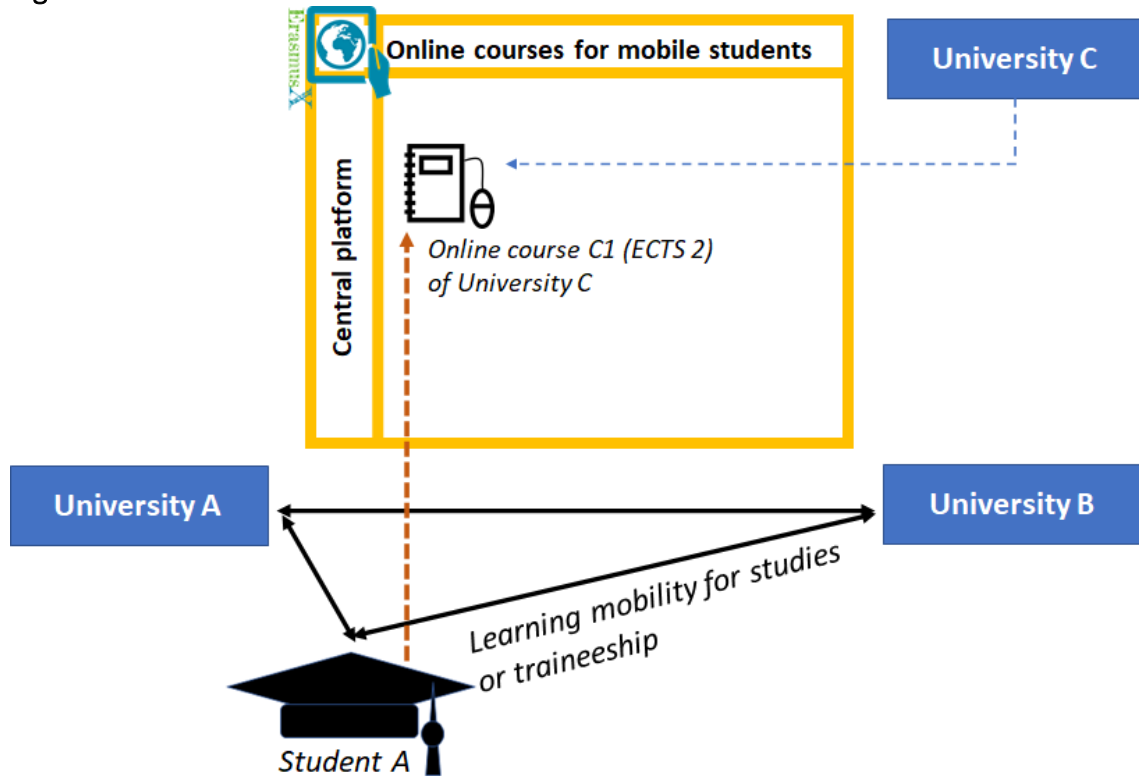 ErasmusX
Online courses for mobile students
University C
Central platform
Online course C1 (ECTS 2)
of University C
University A
University B
Learning mobility for studies
or traineeship
Student A